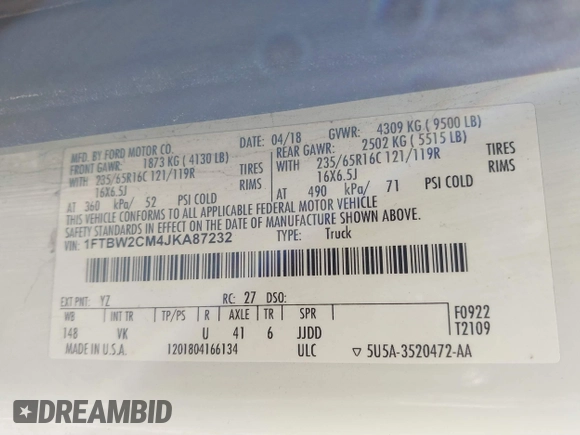 MFD. BY FORD MOTOR CO. 04/18 GVWR: 4309 KG ( 9500 LB)
FRONT GAWR: 1873 KG ( 4130 LB) REAR GAWR: 2502 KG ( 5515 LB)
WITH 235/65R16C 121/119R TIRES WITH 235/65R16C 121/119R TIRES
16X6.5J RIMS 16X6.5J RIMS
AT 360 kPa/ 52 PSI COLD AT 490 kPa/ 71 PSI COLD
THIS VEHICLE CONFORMS TO ALL APPLICABLE FEDERAL MOTOR VEHICLE
SAFETY STANDARDS IN EFFECT ON THE DATE OF MANUFACTURE SHOWN ABOVE.
VIN: 1FTBW2CM4JKA87232 TYPE: Truck
EXT PNT: YZ RC: 27 DSO:
WB INT TR TP/PS R AXLE TR SPR F0922
148 VK U 41 6 JJDD T2109
MADE IN U.S.A. 1201804166134 ULC ▽ 5U5A-3520472-AA
DREAMBID